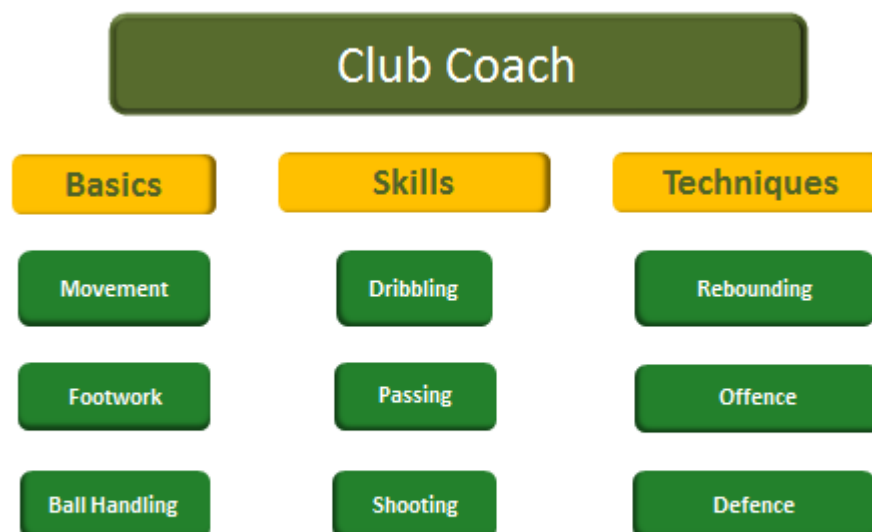 Club Coach
Basics
Skills
Techniques
Movement
Dribbling
Rebounding
Footwork
Passing
Offence
Ball Handling
Shooting
Defence